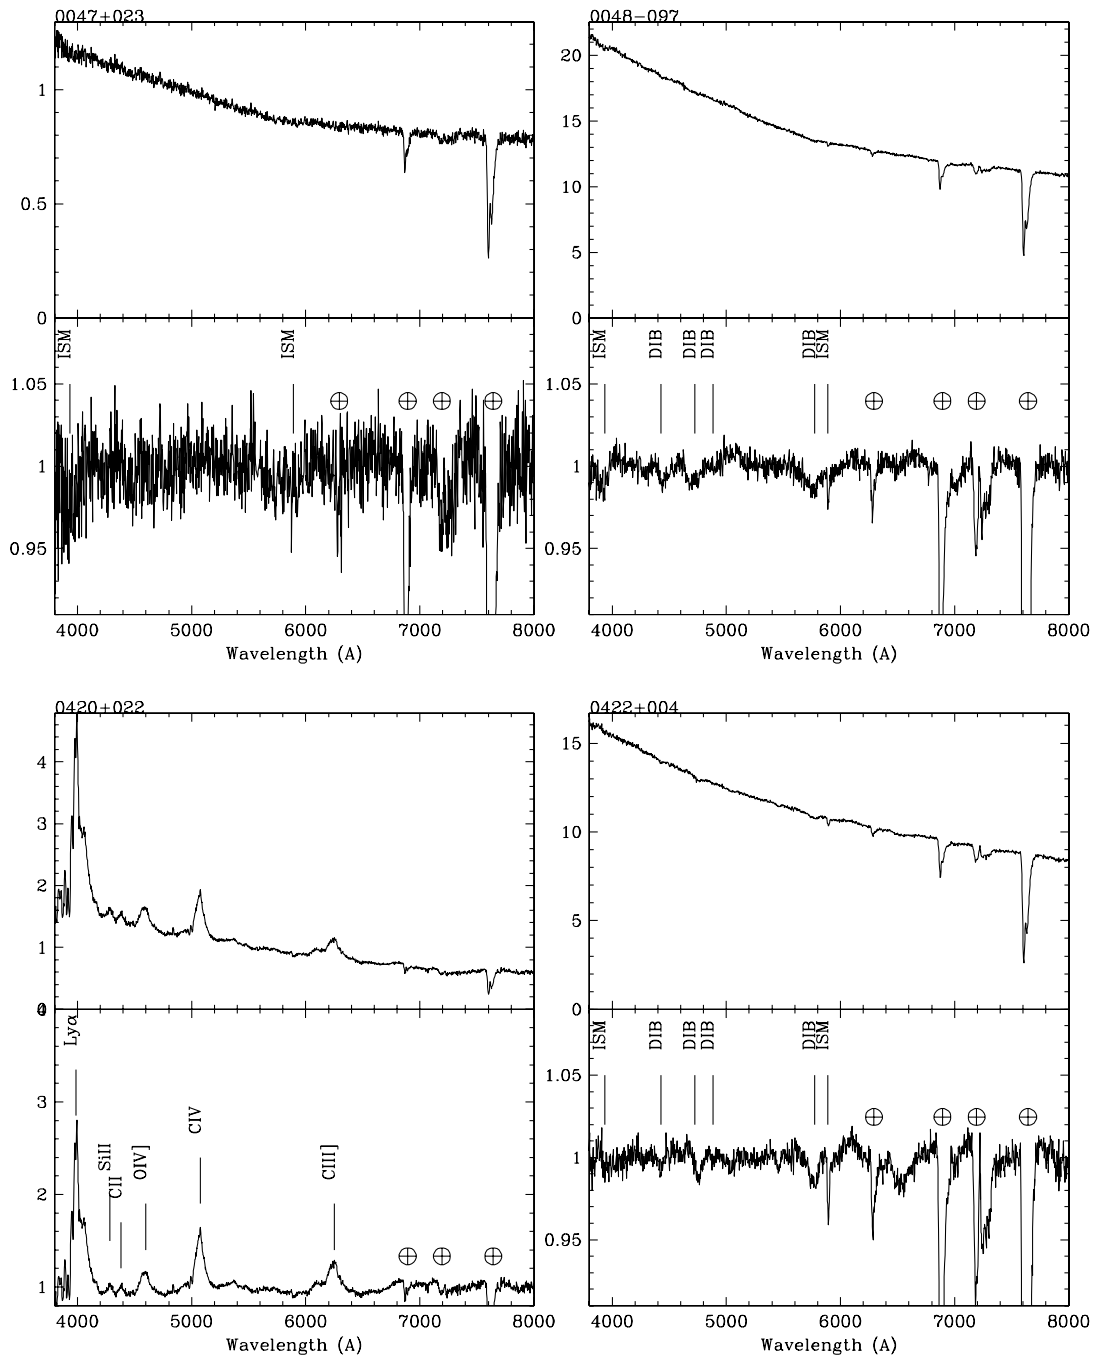 0047+023
0048−097
1
0.5
0
20
15
10
5
0
ISM
ISM
1.05
1
0.95
ISM
DIB
DIB
DIB
DIB
ISM
1.05
1
0.95
4000 5000 6000 7000 8000
Wavelength (A)
4000 5000 6000 7000 8000
Wavelength (A)
0420+022
0422+004
4
3
2
1
0
15
10
5
0
4
3
2
1
Lyα
SiII
CII
OIV]
CIV
CIII]
ISM
DIB
DIB
DIB
DIB
ISM
1.05
1
0.95
4000 5000 6000 7000 8000
Wavelength (A)
4000 5000 6000 7000 8000
Wavelength (A)